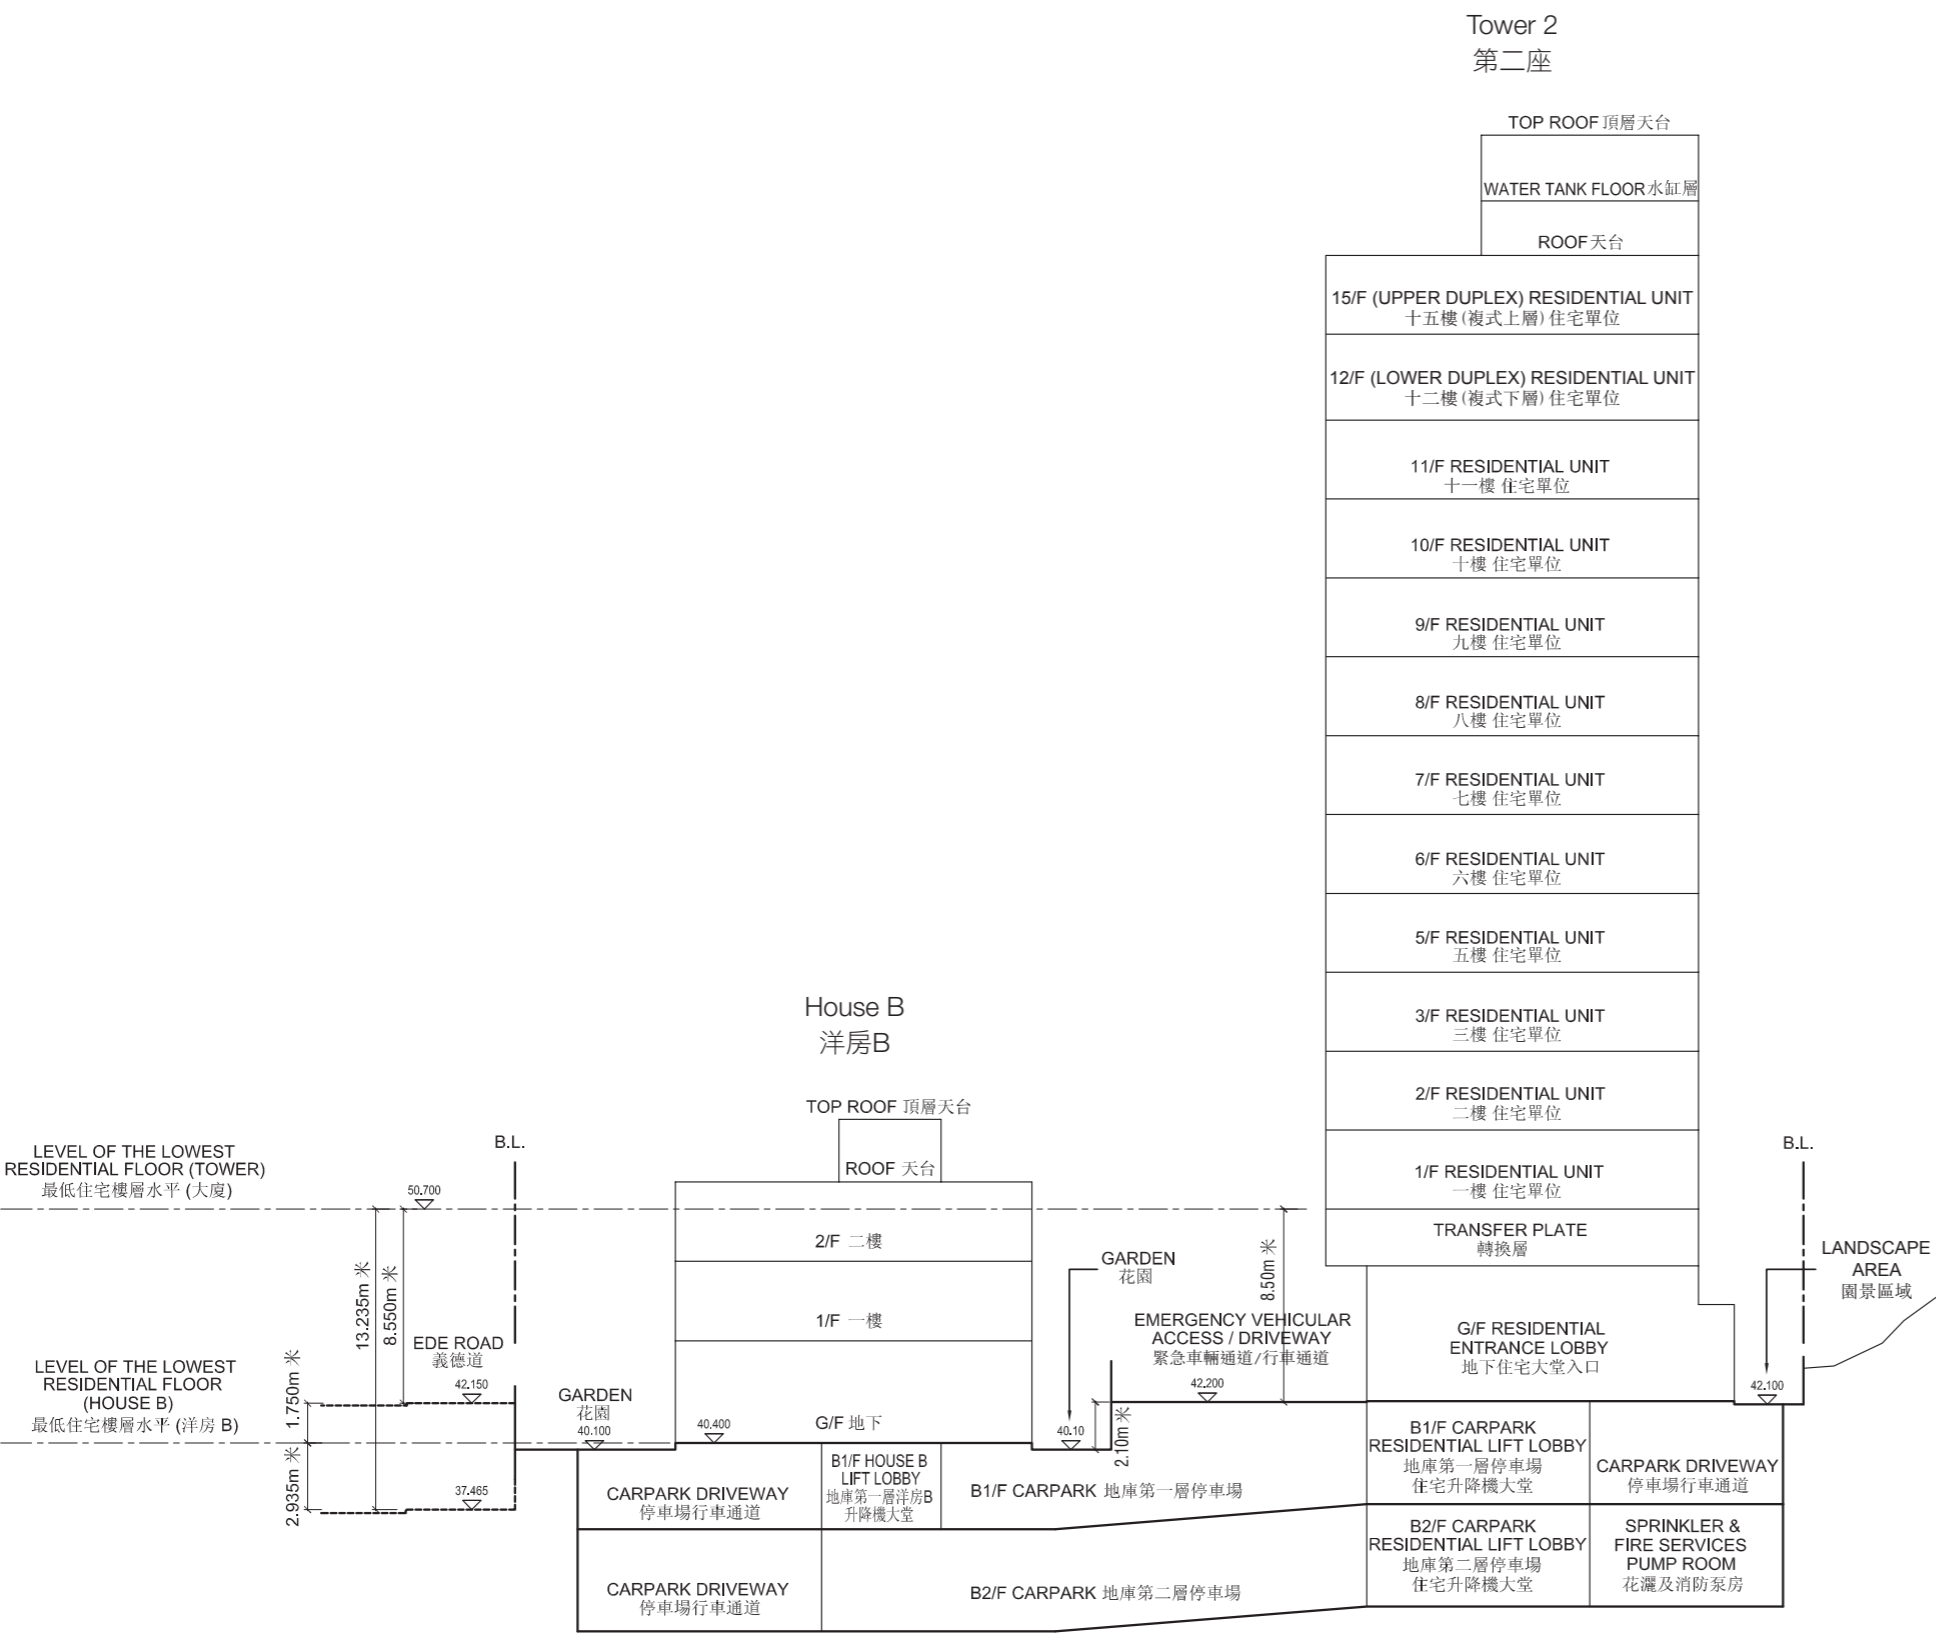 Tower 2
第二座
TOP ROOF 頂層天台
WATER TANK FLOOR 水缸層
ROOF 天台
15/F (UPPER DUPLEX) RESIDENTIAL UNIT
十五樓 (複式上層) 住宅單位
12/F (LOWER DUPLEX) RESIDENTIAL UNIT
十二樓 (複式下層) 住宅單位
11/F RESIDENTIAL UNIT
十一樓 住宅單位
10/F RESIDENTIAL UNIT
十樓 住宅單位
9/F RESIDENTIAL UNIT
九樓 住宅單位
8/F RESIDENTIAL UNIT
八樓 住宅單位
7/F RESIDENTIAL UNIT
七樓 住宅單位
6/F RESIDENTIAL UNIT
六樓 住宅單位
5/F RESIDENTIAL UNIT
五樓 住宅單位
3/F RESIDENTIAL UNIT
三樓 住宅單位
2/F RESIDENTIAL UNIT
二樓 住宅單位
1/F RESIDENTIAL UNIT
一樓 住宅單位
TRANSFER PLATE
轉換層
G/F RESIDENTIAL
ENTRANCE LOBBY
地下住宅大堂入口
B.L.
LANDSCAPE
AREA
園景區域
42.100
House B
洋房B
TOP ROOF 頂層天台
ROOF 天台
2/F 二樓
1/F 一樓
G/F 地下
40.400
LEVEL OF THE LOWEST
RESIDENTIAL FLOOR (TOWER)
最低住宅樓層水平 (大廈)
50.700
B.L.
13.235m 米
8.550m 米
EDE ROAD
義德道
42.150
LEVEL OF THE LOWEST
RESIDENTIAL FLOOR
(HOUSE B)
最低住宅樓層水平 (洋房 B)
1.750m 米
2.935m 米
37.465
GARDEN
花園
40.100
GARDEN
花園
40.10
8.50m 米
EMERGENCY VEHICULAR
ACCESS / DRIVEWAY
緊急車輛通道/行車通道
42.200
2.10m 米
CARPARK DRIVEWAY
停車場行車通道
B1/F HOUSE B
LIFT LOBBY
地庫第一層洋房B
升降機大堂
B1/F CARPARK 地庫第一層停車場
B1/F CARPARK
RESIDENTIAL LIFT LOBBY
地庫第一層停車場
住宅升降機大堂
CARPARK DRIVEWAY
停車場行車通道
CARPARK DRIVEWAY
停車場行車通道
B2/F CARPARK 地庫第二層停車場
B2/F CARPARK
RESIDENTIAL LIFT LOBBY
地庫第二層停車場
住宅升降機大堂
SPRINKLER &
FIRE SERVICES
PUMP ROOM
花灑及消防泵房